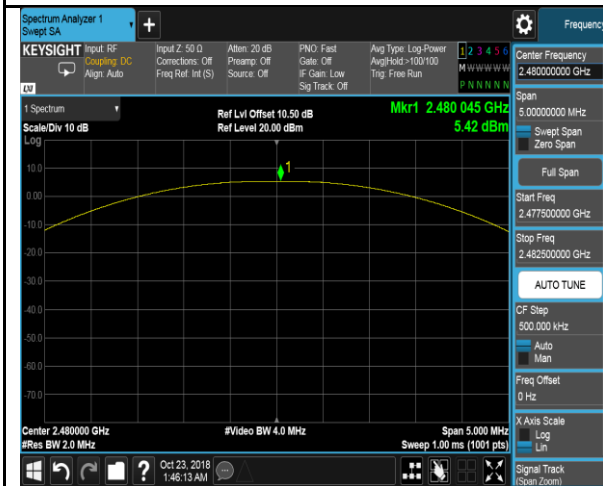 Spectrum Analyzer 1
Swept SA
+
Frequency
KEYSIGHT
Input: RF
Coupling: DC
Align: Auto
Input Z: 50 Ω
Corrections: Off
Freq Ref: Int (S)
Atten: 20 dB
Preamp: Off
Source: Off
PNO: Fast
Gate: Off
IF Gain: Low
Sig Track: Off
Avg Type: Log-Power
Avg|Hold:>100/100
Trig: Free Run
1 2 3 4 5 6
M W W W W W
P N N N N N
LXI
1 Spectrum
Scale/Div 10 dB
Log
Ref Lvl Offset 10.50 dB
Ref Level 20.00 dBm
Mkr1 2.480 045 GHz
5.42 dBm
1
10.0
0.00
-10.0
-20.0
-30.0
-40.0
-50.0
-60.0
-70.0
Center 2.480000 GHz
#Res BW 2.0 MHz
#Video BW 4.0 MHz
Span 5.000 MHz
Sweep 1.00 ms (1001 pts)
?
Oct 23, 2018
1:46:13 AM
Center Frequency
2.480000000 GHz
Span
5.00000000 MHz
Swept Span
Zero Span
Full Span
Start Freq
2.477500000 GHz
Stop Freq
2.482500000 GHz
AUTO TUNE
CF Step
500.000 kHz
Auto
Man
Freq Offset
0 Hz
X Axis Scale
Log
Lin
Signal Track
(Span Zoom)